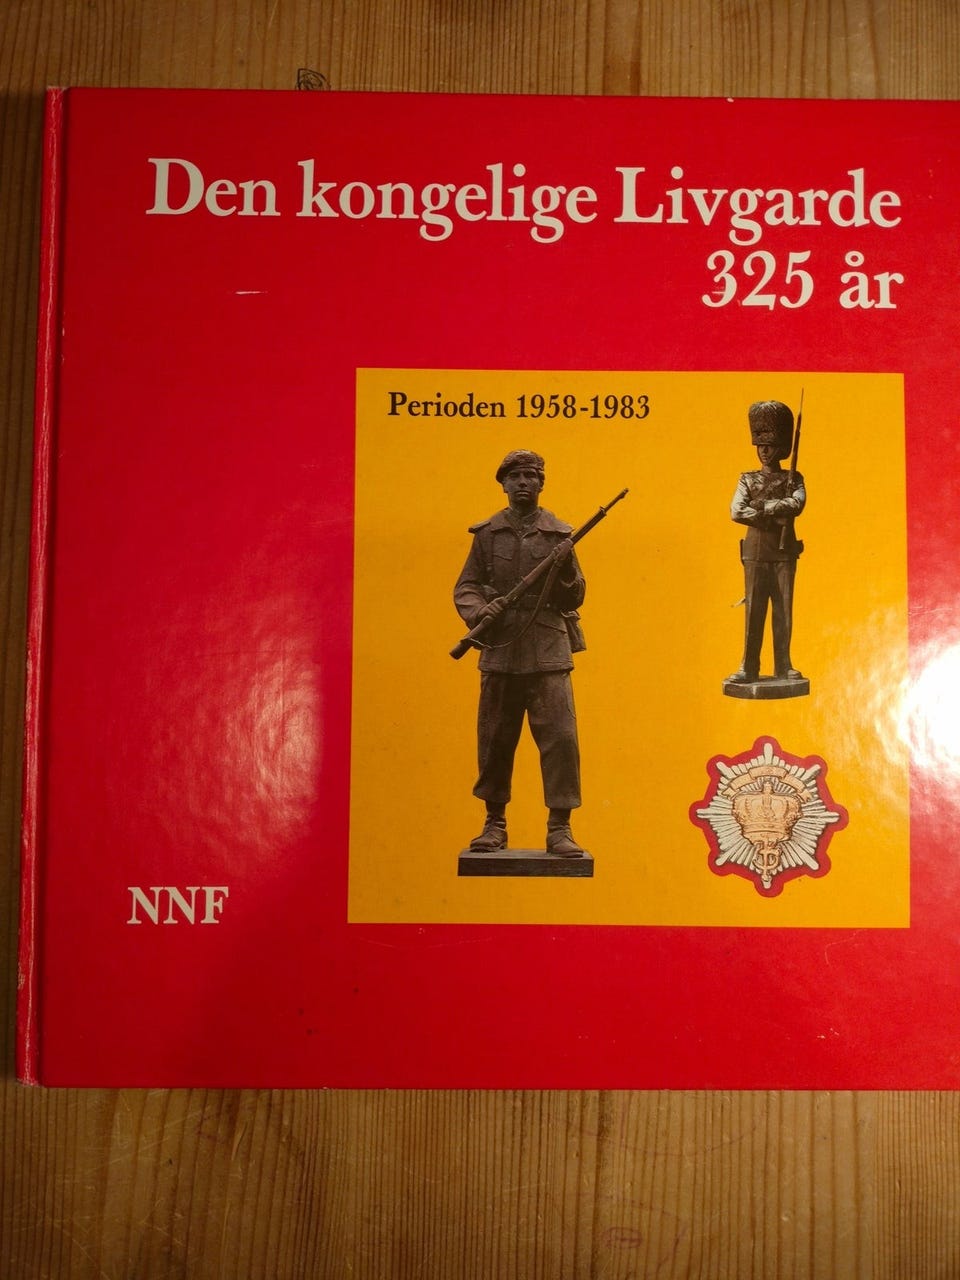 Den kongelige Livgarde
325 år
Perioden 1958-1983
NNF